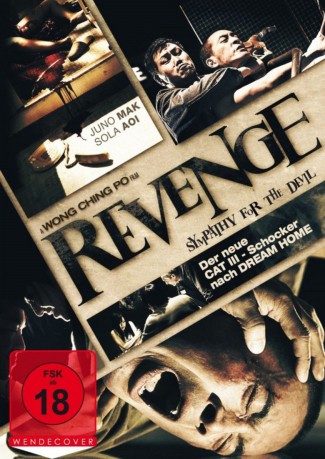 JUNO MAK
SOLA AOI
A WONG CHING PO FILM
REVENGE
SYMPATHY FOR THE DEVIL
Der neue
CAT III - Schocker
nach DREAM HOME
FSK
ab
18
WENDECOVER